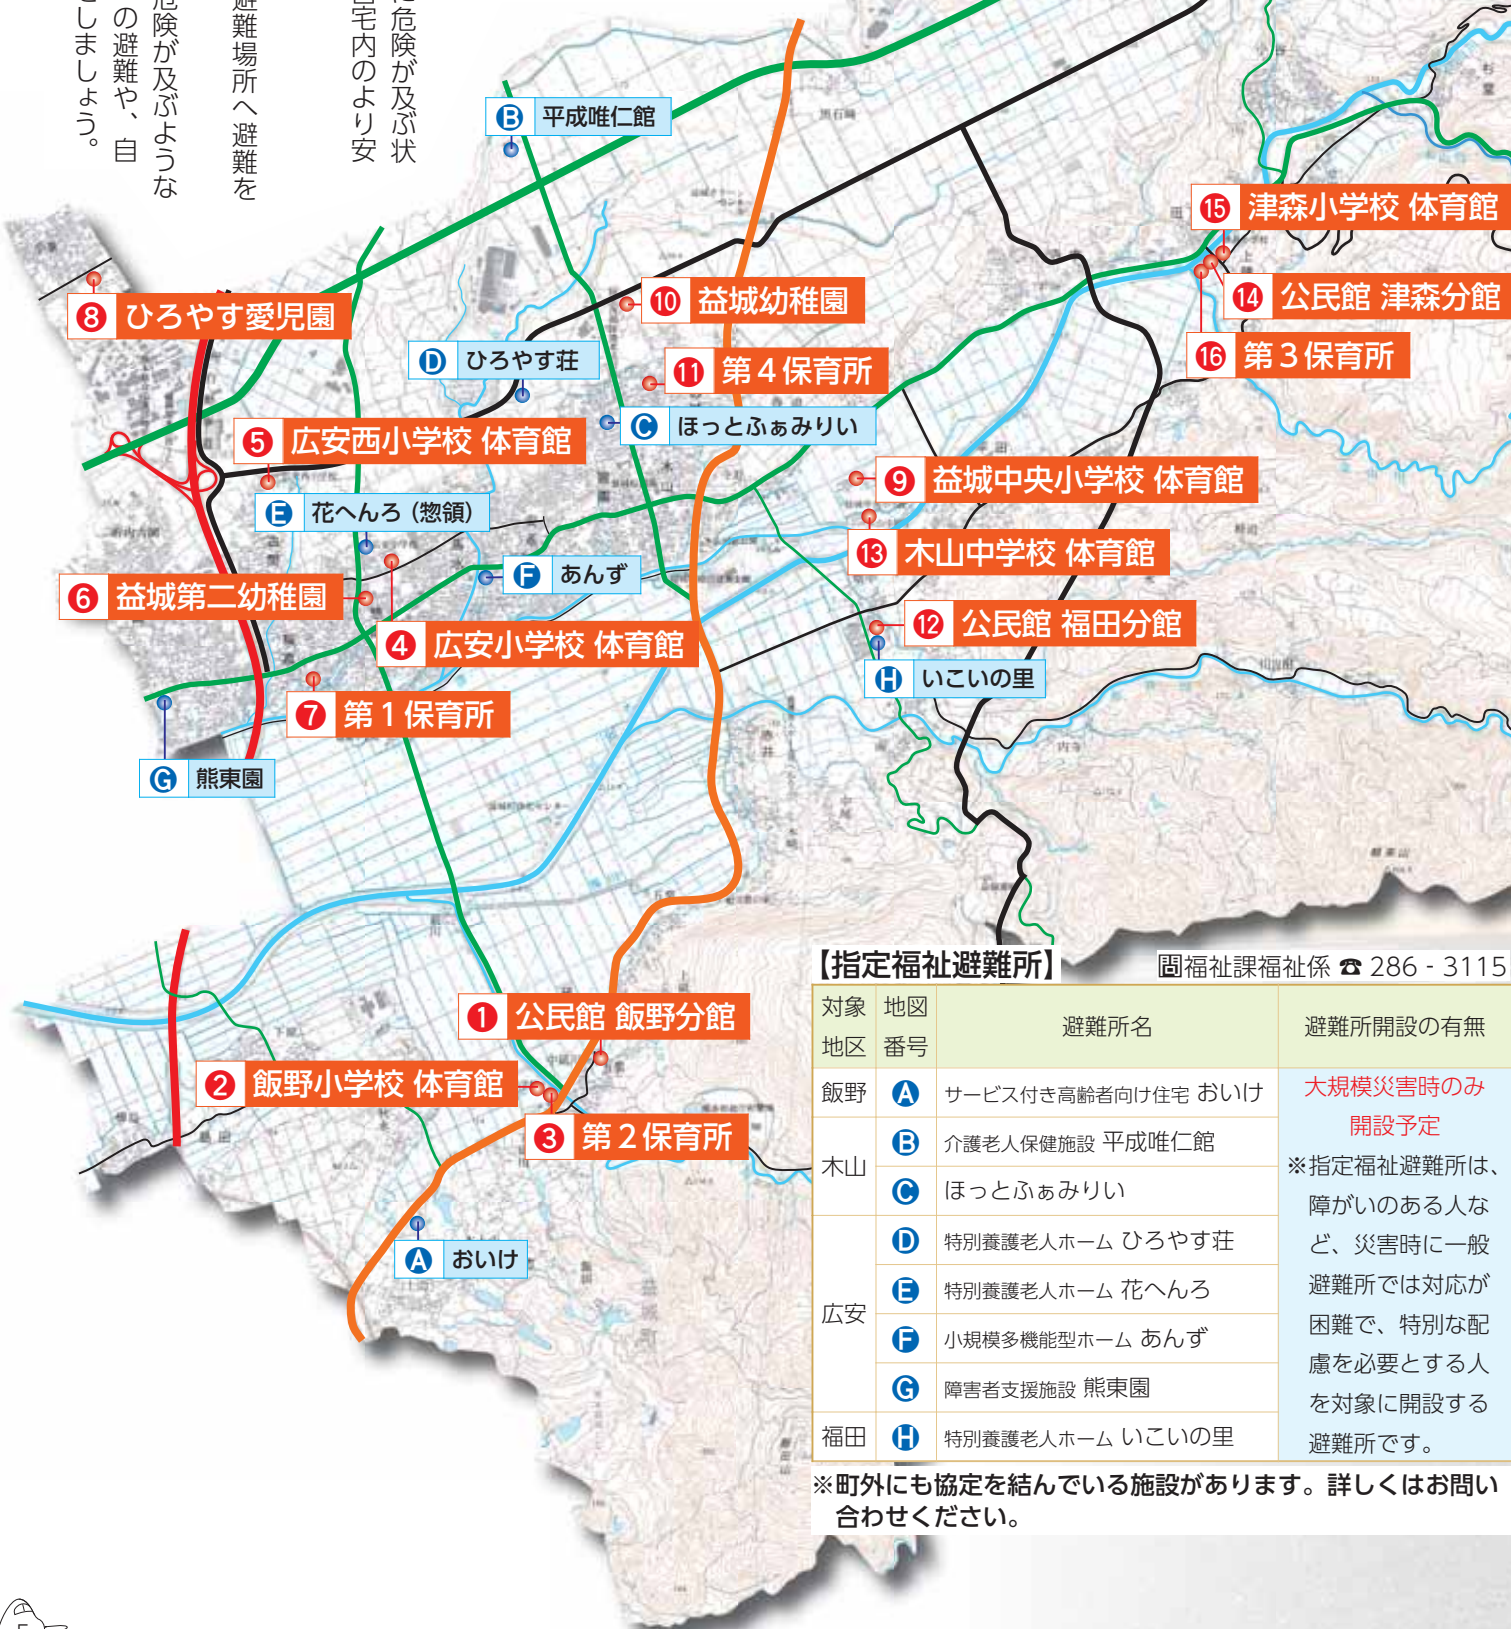 に危険が及ぶ状
宅内のより安
避難場所へ避難を
危険が及ぶような
の避難や、自
をしましょう。
B 平成唯仁館
⑮ 津森小学校 体育館
⑭ 公民館 津森分館
⑯ 第3保育所
⑧ ひろやす愛児園
⑩ 益城幼稚園
D ひろやす荘
⑪ 第4保育所
C ほっとふぁみりい
⑤ 広安西小学校 体育館
⑨ 益城中央小学校 体育館
E 花へんろ(惣領)
⑬ 木山中学校 体育館
F あんず
⑥ 益城第二幼稚園
④ 広安小学校 体育館
⑫ 公民館 福田分館
H いこいの里
⑦ 第1保育所
G 熊東園
① 公民館 飯野分館
② 飯野小学校 体育館
③ 第2保育所
A おいけ
【指定福祉避難所】 問福祉課福祉係 ☎ 286 - 3115
対象地区 地図番号 避難所名 避難所開設の有無
飯野 A サービス付き高齢者向け住宅 おいけ
木山 B 介護老人保健施設 平成唯仁館
C ほっとふぁみりい
広安 D 特別養護老人ホーム ひろやす荘
E 特別養護老人ホーム 花へんろ
F 小規模多機能型ホーム あんず
G 障害者支援施設 熊東園
福田 H 特別養護老人ホーム いこいの里
大規模災害時のみ
開設予定
※指定福祉避難所は、
障がいのある人な
ど、災害時に一般
避難所では対応が
困難で、特別な配
慮を必要とする人
を対象に開設する
避難所です。
※町外にも協定を結んでいる施設があります。詳しくはお問い
合わせください。